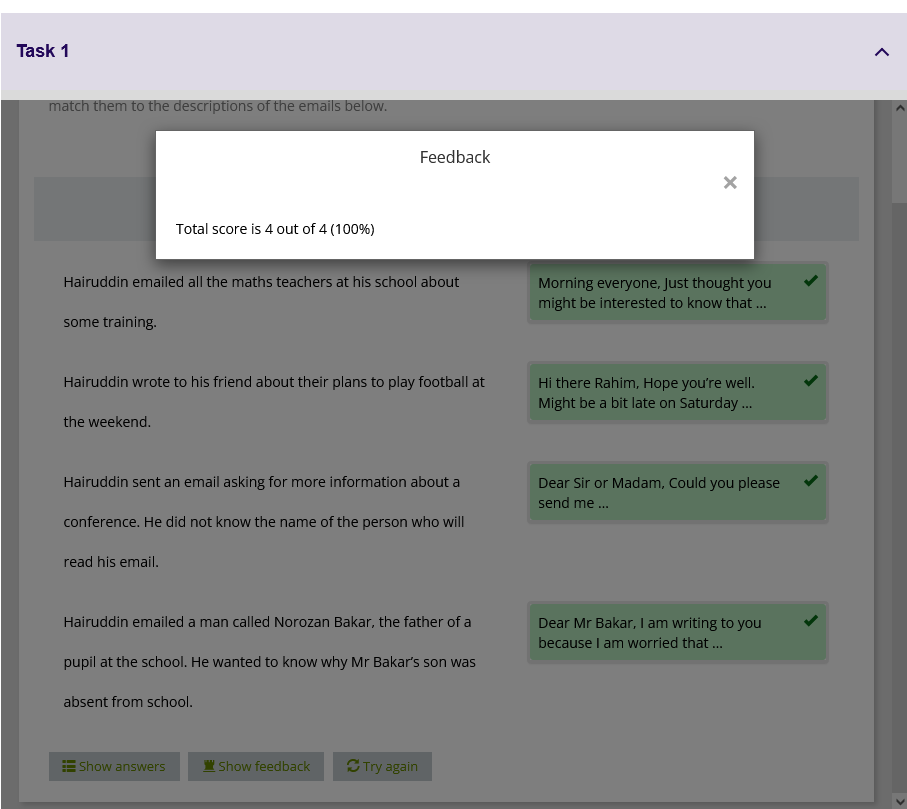 Task 1
match them to the descriptions of the emails below.
Feedback
×
Total score is 4 out of 4 (100%)
Hairuddin emailed all the maths teachers at his school about
some training.
Morning everyone, Just thought you
might be interested to know that ...
Hairuddin wrote to his friend about their plans to play football at
the weekend.
Hi there Rahim, Hope you’re well.
Might be a bit late on Saturday ...
Hairuddin sent an email asking for more information about a
conference. He did not know the name of the person who will
read his email.
Dear Sir or Madam, Could you please
send me ...
Hairuddin emailed a man called Norozan Bakar, the father of a
pupil at the school. He wanted to know why Mr Bakar’s son was
absent from school.
Dear Mr Bakar, I am writing to you
because I am worried that ...
Show answers
Show feedback
Try again